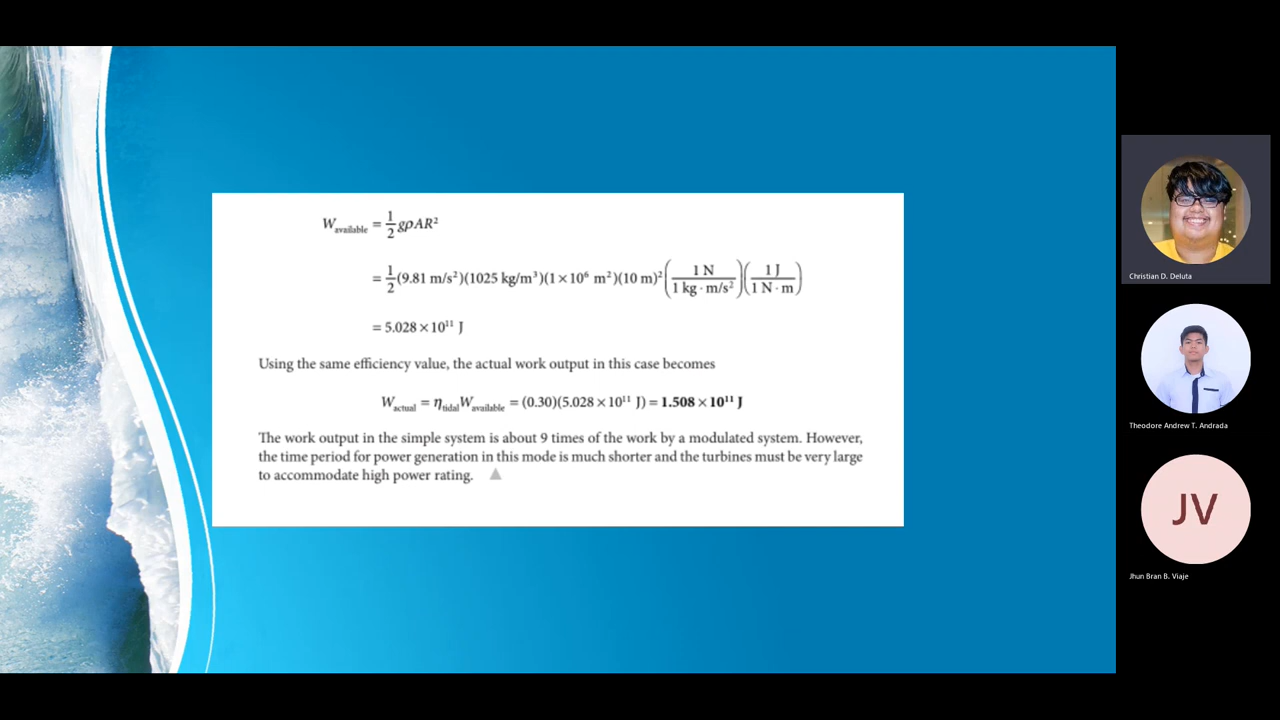 W_available = 1/2 gρAR²
= 1/2 (9.81 m/s²)(1025 kg/m³)(1 × 10⁶ m²)(10 m)² (1 N / 1 kg · m/s²)(1 J / 1 N · m)
= 5.028 × 10¹¹ J
Using the same efficiency value, the actual work output in this case becomes
W_actual = η_tidal W_available = (0.30)(5.028 × 10¹¹ J) = 1.508 × 10¹¹ J
The work output in the simple system is about 9 times of the work by a modulated system. However,
the time period for power generation in this mode is much shorter and the turbines must be very large
to accommodate high power rating.
Christian D. Deluta
Theodore Andrew T. Andrada
JV
Jhun Bran B. Viaje